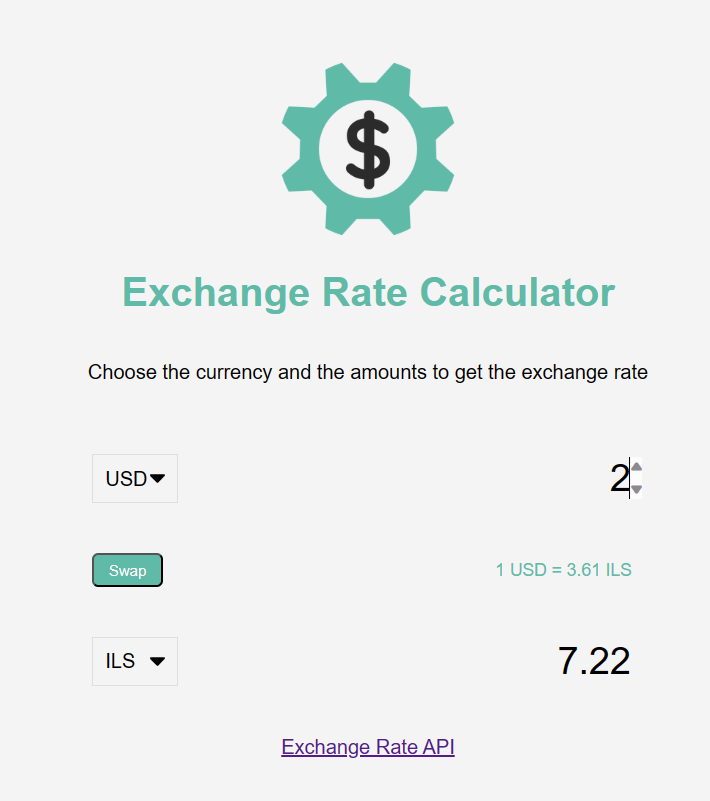 $
Exchange Rate Calculator
Choose the currency and the amounts to get the exchange rate
USD 2
Swap 1 USD = 3.61 ILS
ILS 7.22
Exchange Rate API